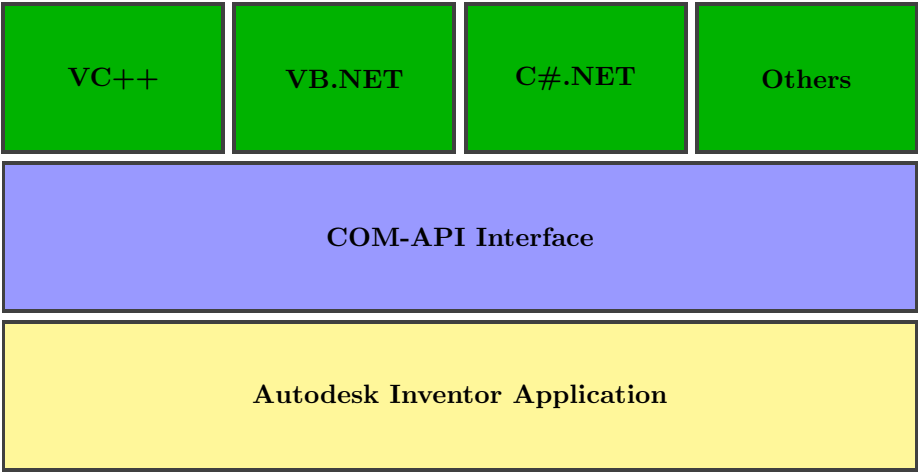 VC++
VB.NET
C#.NET
Others
COM-API Interface
Autodesk Inventor Application